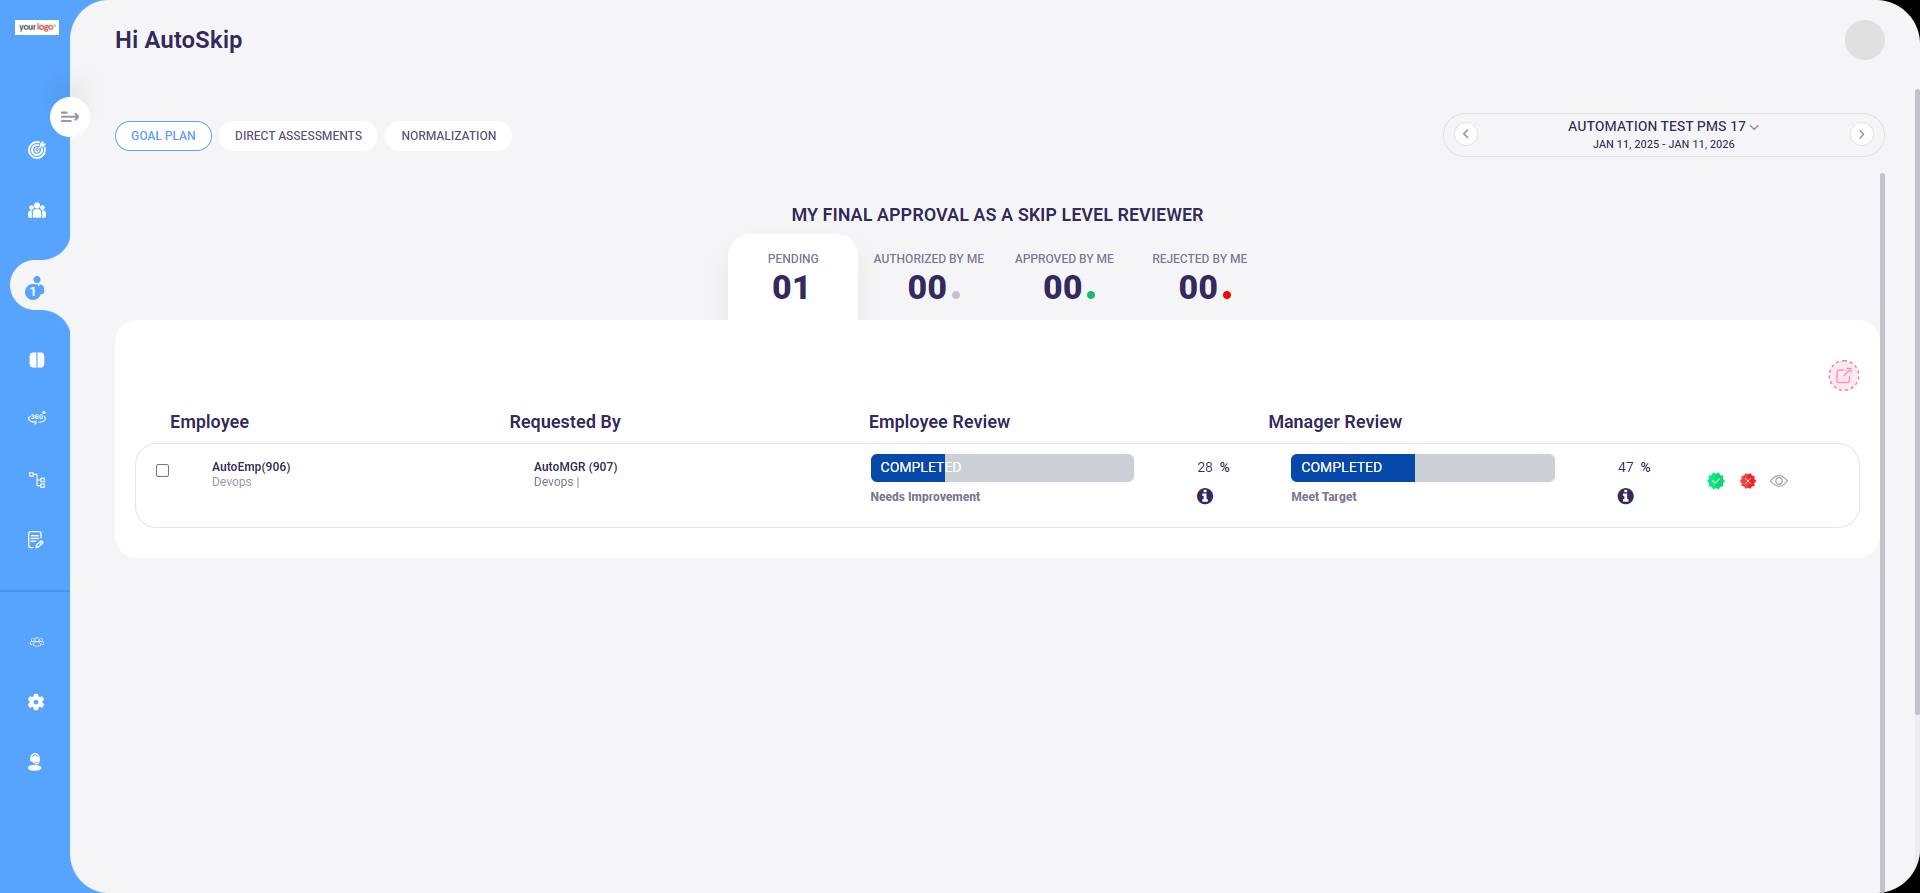 yourlogo
Hi AutoSkip
GOAL PLAN
DIRECT ASSESSMENTS
NORMALIZATION
AUTOMATION TEST PMS 17
JAN 11, 2025 - JAN 11, 2026
MY FINAL APPROVAL AS A SKIP LEVEL REVIEWER
PENDING
01
AUTHORIZED BY ME
00
APPROVED BY ME
00
REJECTED BY ME
00
1
360°
Employee
Requested By
Employee Review
Manager Review
AutoEmp(906)
Devops
AutoMGR (907)
Devops |
COMPLETED
28 %
Needs Improvement
COMPLETED
47 %
Meet Target